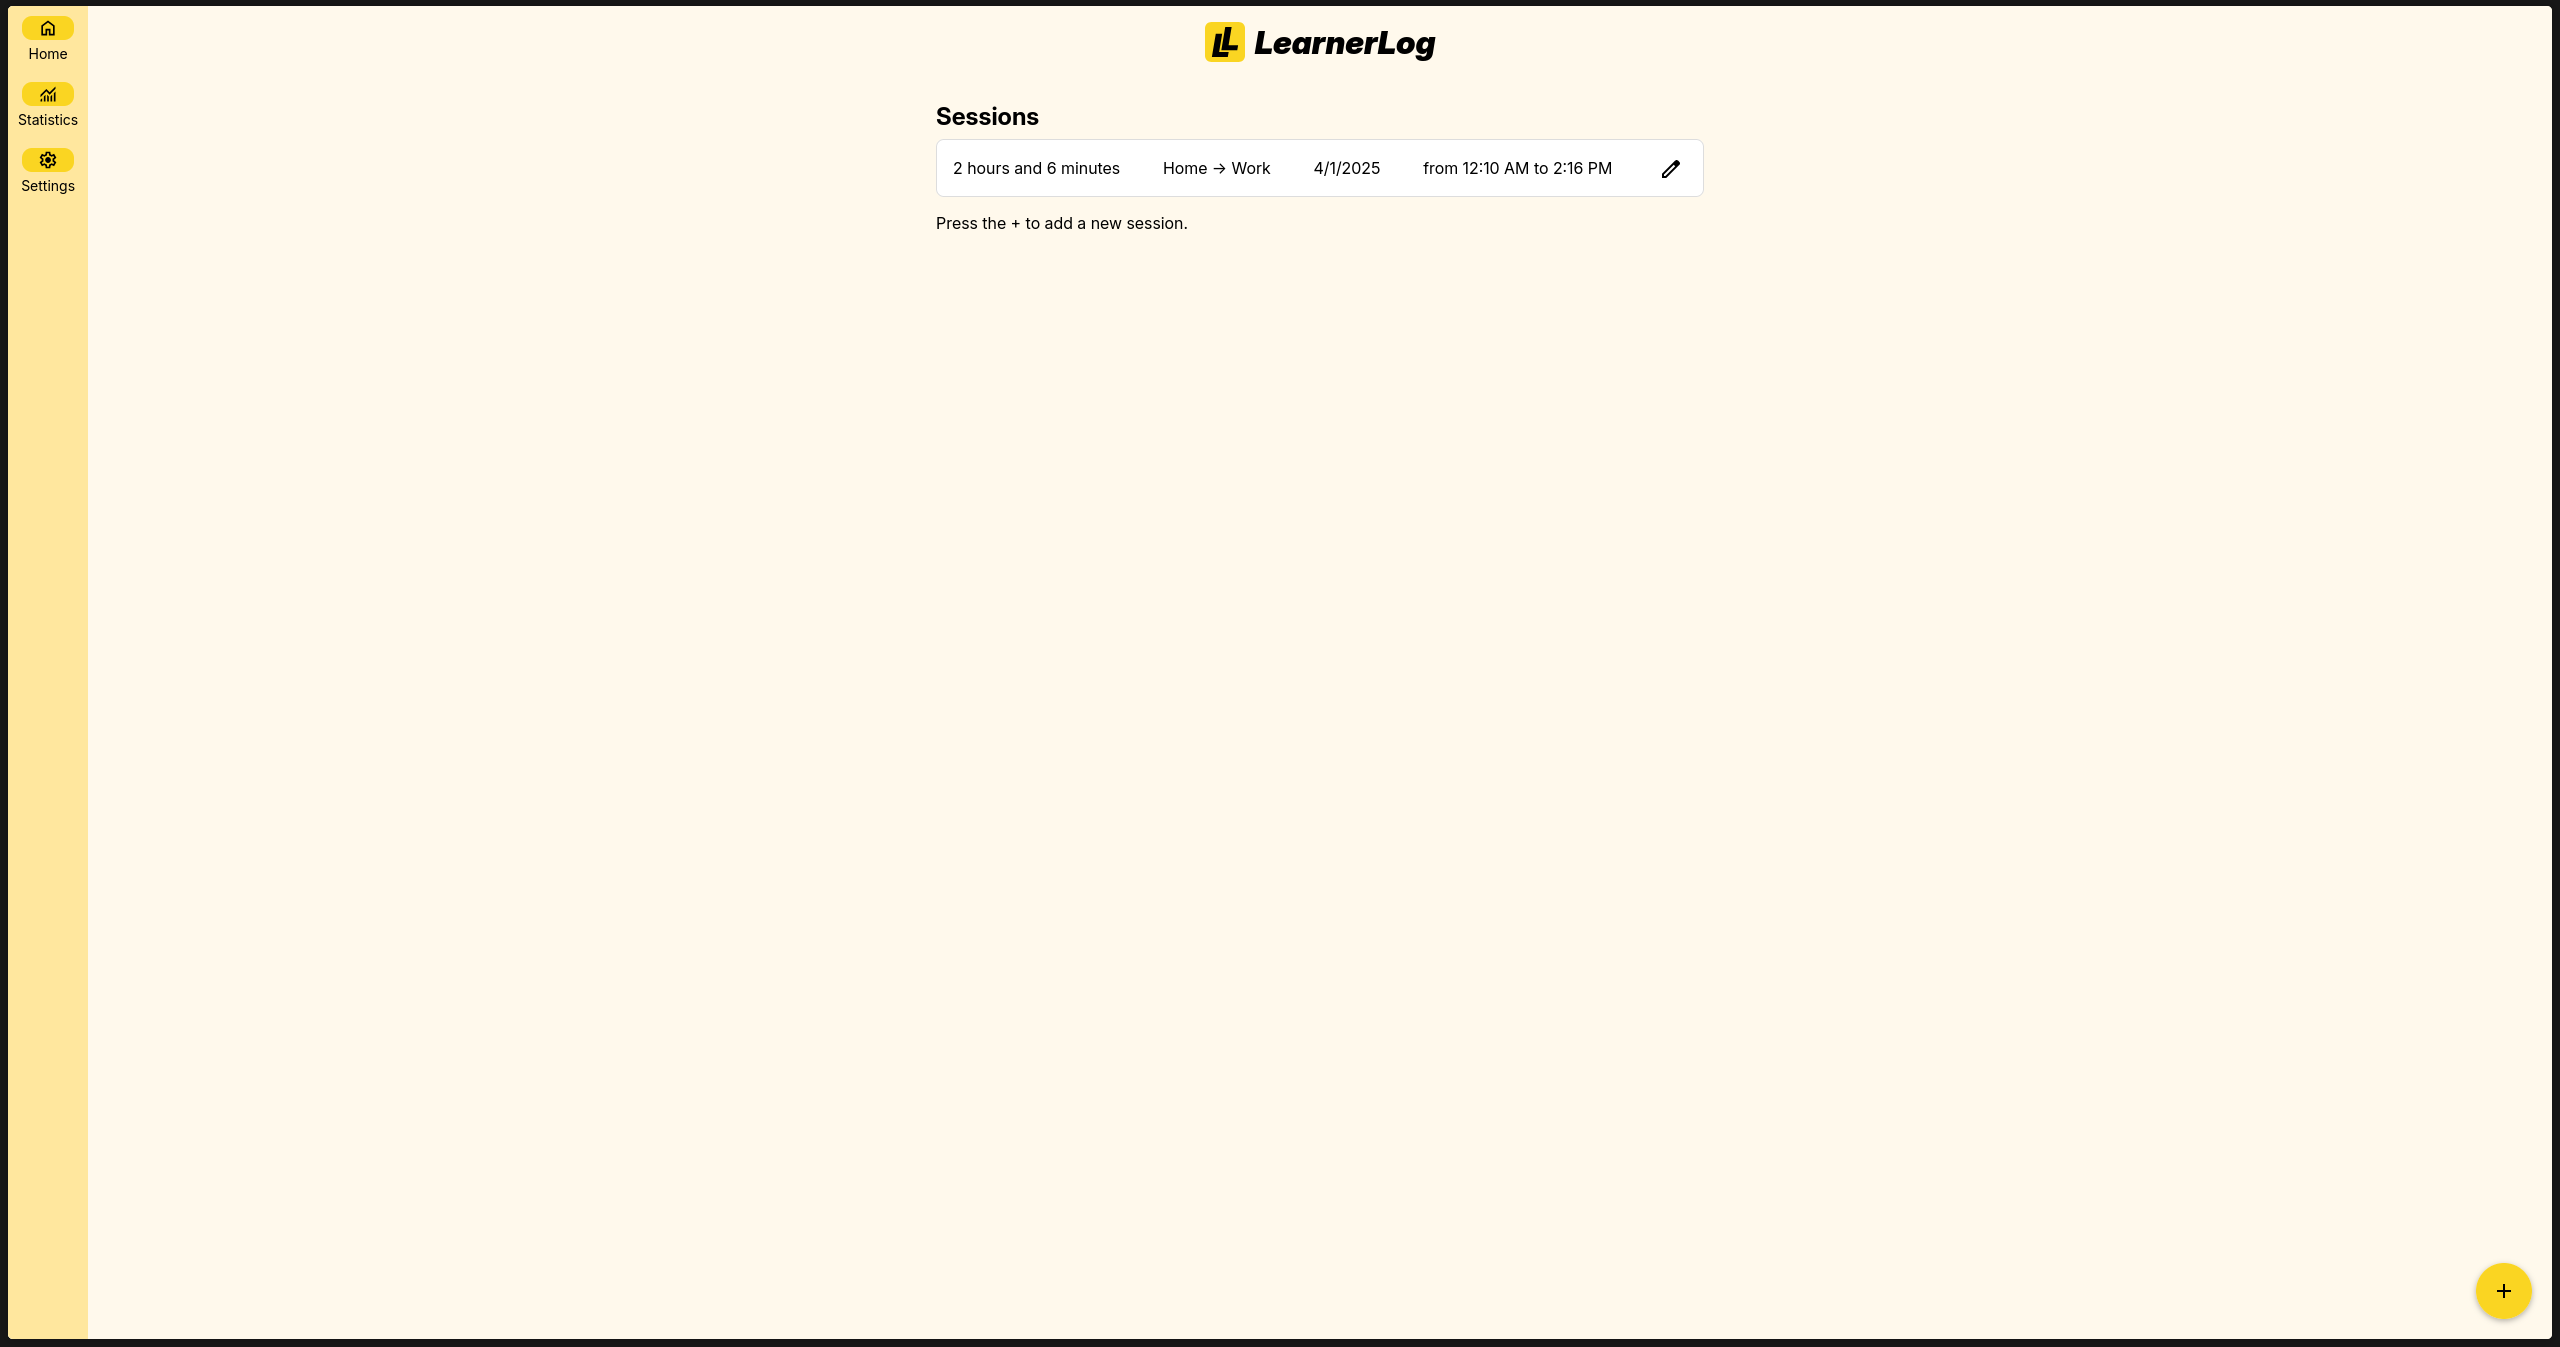 Home
Statistics
Settings
LL LearnerLog
Sessions
2 hours and 6 minutes Home → Work 4/1/2025 from 12:10 AM to 2:16 PM
Press the + to add a new session.
+